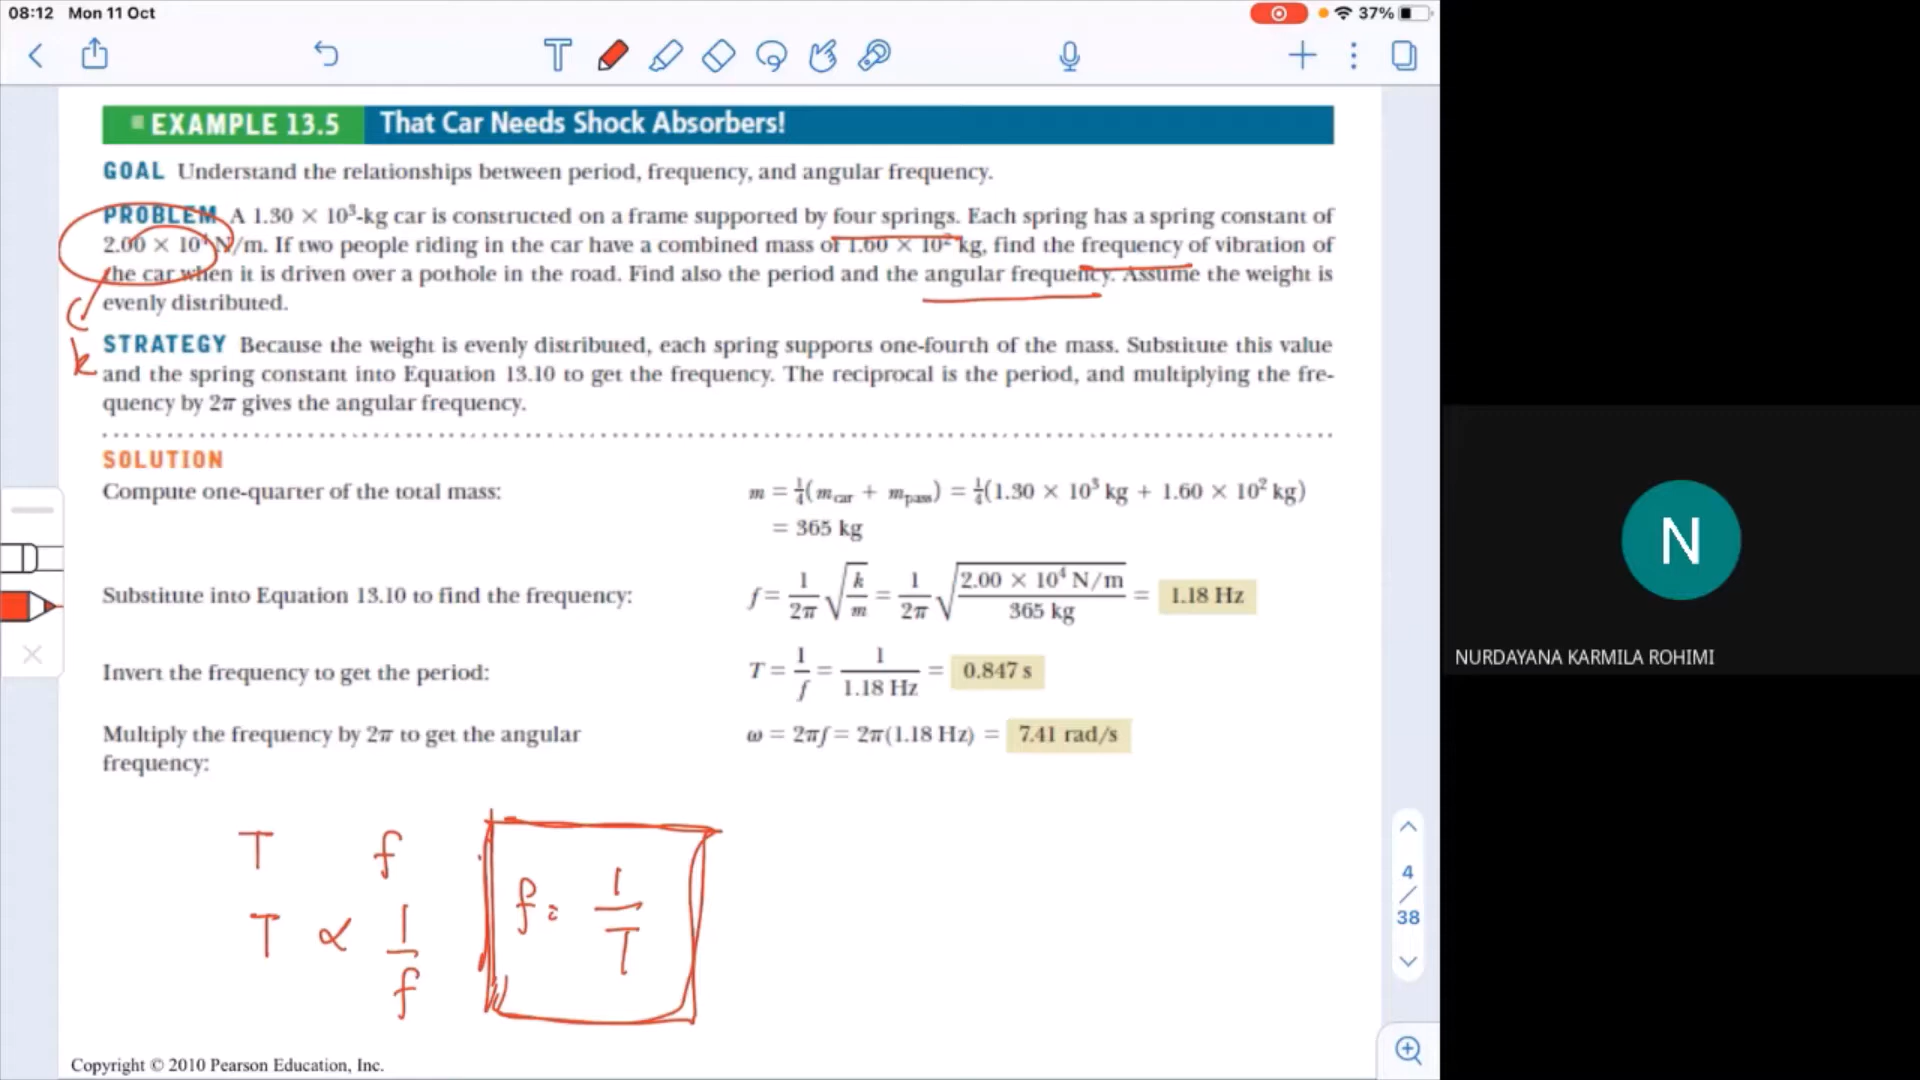 08:12 Mon 11 Oct
37%
EXAMPLE 13.5 That Car Needs Shock Absorbers!
GOAL Understand the relationships between period, frequency, and angular frequency.
PROBLEM A 1.30 × 10³-kg car is constructed on a frame supported by four springs. Each spring has a spring constant of
2.00 × 10⁴ N/m. If two people riding in the car have a combined mass of 1.60 × 10² kg, find the frequency of vibration of
the car when it is driven over a pothole in the road. Find also the period and the angular frequency. Assume the weight is
evenly distributed.
k
STRATEGY Because the weight is evenly distributed, each spring supports one-fourth of the mass. Substitute this value
and the spring constant into Equation 13.10 to get the frequency. The reciprocal is the period, and multiplying the fre-
quency by 2π gives the angular frequency.
SOLUTION
Compute one-quarter of the total mass: m = ¼(m_car + m_pass) = ¼(1.30 × 10³ kg + 1.60 × 10² kg)
= 365 kg
Substitute into Equation 13.10 to find the frequency: f = 1/2π √(k/m) = 1/2π √(2.00 × 10⁴ N/m / 365 kg) = 1.18 Hz
Invert the frequency to get the period: T = 1/f = 1/1.18 Hz = 0.847 s
Multiply the frequency by 2π to get the angular ω = 2πf = 2π(1.18 Hz) = 7.41 rad/s
frequency:
T f
T ∝ 1/f
f = 1/T
4
/
38
Copyright © 2010 Pearson Education, Inc.
N
NURDAYANA KARMILA ROHIMI